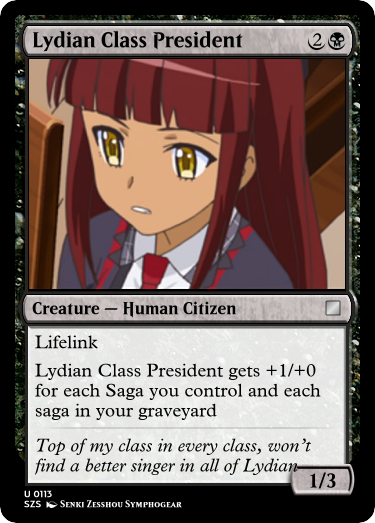 Lydian Class President 2
Creature — Human Citizen
Lifelink
Lydian Class President gets +1/+0
for each Saga you control and each
saga in your graveyard
Top of my class in every class, won't
find a better singer in all of Lydian
1/3
U 0113
SZS Senki Zesshou Symphogear